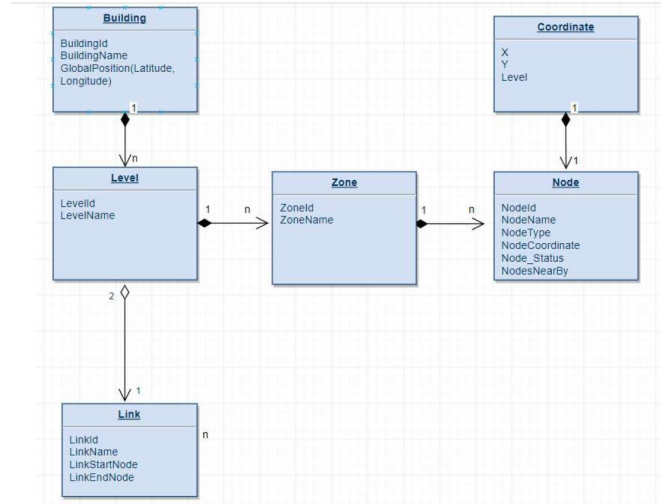 Building
BuildingId
BuildingName
GlobalPosition(Latitude,
Longitude)
Coordinate
X
Y
Level
1
1
n
1
Level
LevelId
LevelName
1
n
Zone
ZoneId
ZoneName
1
n
Node
NodeId
NodeName
NodeType
NodeCoordinate
Node_Status
NodesNearBy
2
1
Link
LinkId
LinkName
LinkStartNode
LinkEndNode
n